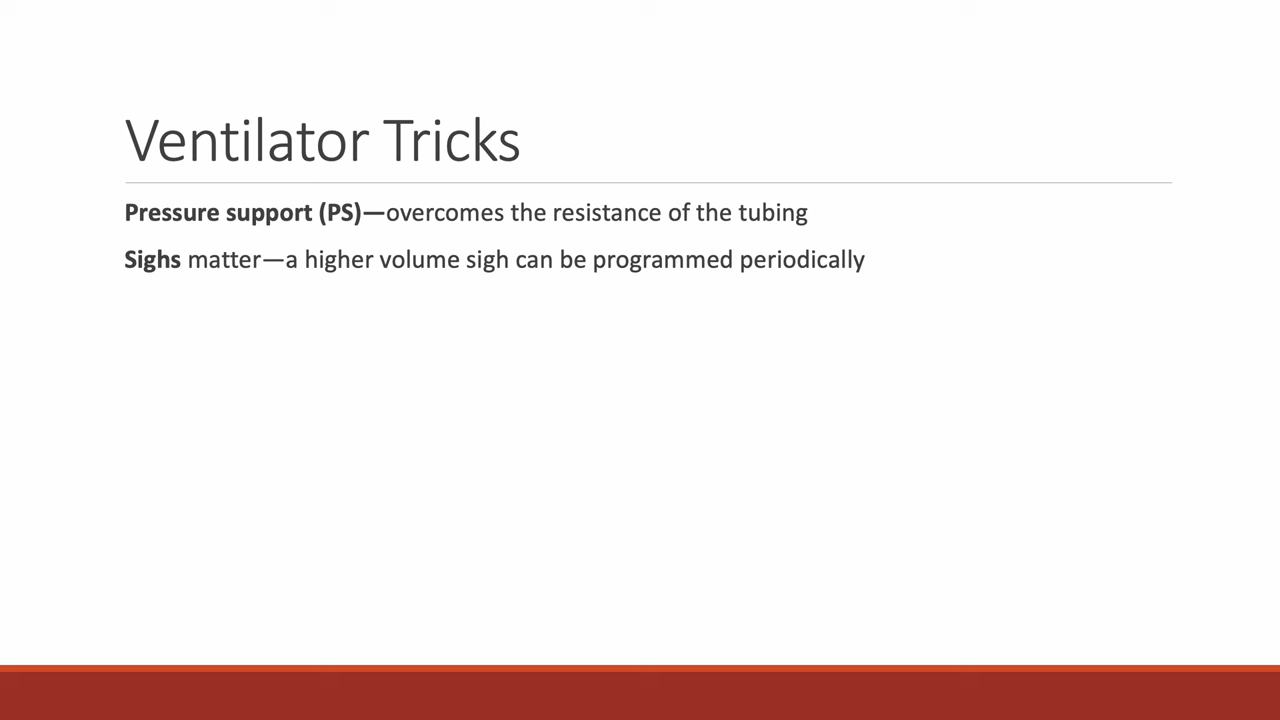 Ventilator Tricks
Pressure support (PS)—overcomes the resistance of the tubing
Sighs matter—a higher volume sigh can be programmed periodically